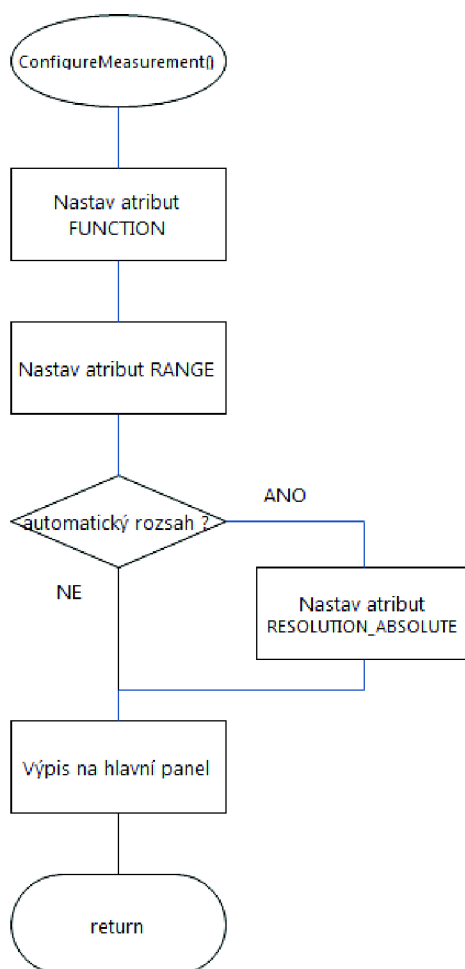 ConfigureMeasurement()
Nastav atribut
FUNCTION
Nastav atribut RANGE
automatický rozsah ?
ANO
NE
Nastav atribut
RESOLUTION_ABSOLUTE
Výpis na hlavní panel
return